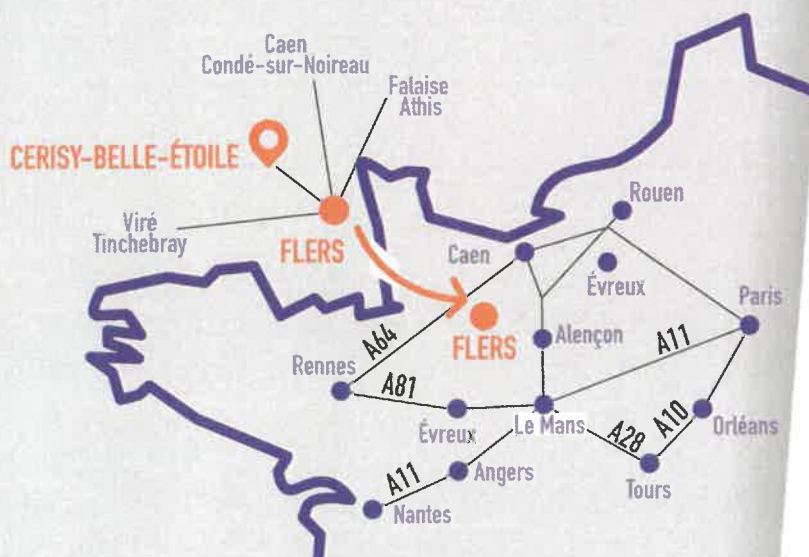 Caen
Condé-sur-Noireau
Falaise
Athis
CERISY-BELLE-ÉTOILE
Viré
Tinchebray
FLERS
Rouen
Caen
Évreux
Paris
FLERS
Alençon
A64
A11
Rennes
A81
Évreux
Le Mans
A28
A10
Orléans
A11
Angers
Tours
Nantes